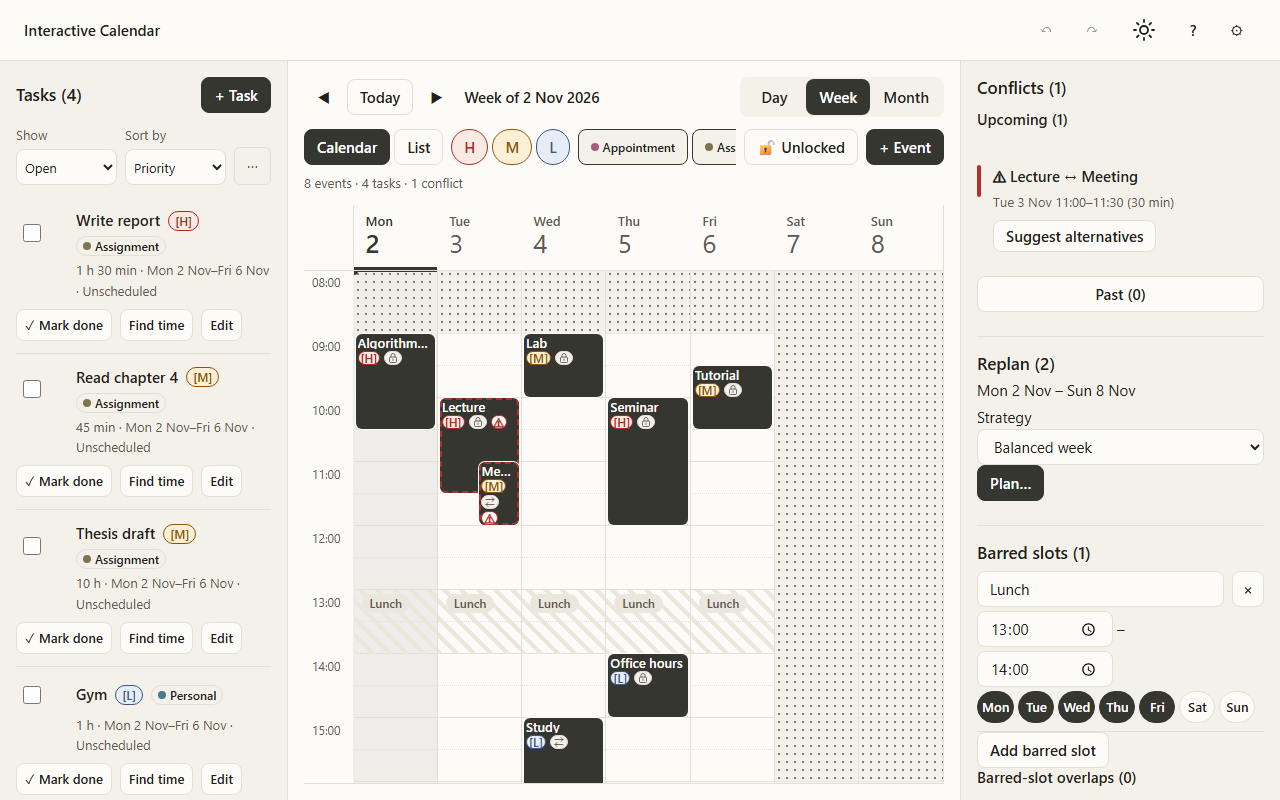 Interactive Calendar
?
Tasks (4)
+ Task
Show
Sort by
Open
Priority
...
Write report [H]
Assignment
1 h 30 min · Mon 2 Nov–Fri 6 Nov
· Unscheduled
✓ Mark done
Find time
Edit
Read chapter 4 [M]
Assignment
45 min · Mon 2 Nov–Fri 6 Nov ·
Unscheduled
✓ Mark done
Find time
Edit
Thesis draft [M]
Assignment
10 h · Mon 2 Nov–Fri 6 Nov ·
Unscheduled
✓ Mark done
Find time
Edit
Gym [L] Personal
1 h · Mon 2 Nov–Fri 6 Nov ·
Unscheduled
✓ Mark done
Find time
Edit
◀ Today ▶ Week of 2 Nov 2026
Day
Week
Month
Calendar
List
H
M
L
Appointment
Ass
Unlocked
+ Event
8 events · 4 tasks · 1 conflict
Mon
2
Tue
3
Wed
4
Thu
5
Fri
6
Sat
7
Sun
8
08:00
09:00
10:00
11:00
12:00
13:00
14:00
15:00
Algorithm...
[H]
Lecture
[H]
Me...
[M]
Lab
[M]
Seminar
[H]
Tutorial
[M]
Lunch
Lunch
Lunch
Lunch
Lunch
Office hours
[L]
Study
[L]
Conflicts (1)
Upcoming (1)
⚠ Lecture ↔ Meeting
Tue 3 Nov 11:00–11:30 (30 min)
Suggest alternatives
Past (0)
Replan (2)
Mon 2 Nov – Sun 8 Nov
Strategy
Balanced week
Plan...
Barred slots (1)
Lunch ×
13:00 –
14:00
Mon Tue Wed Thu Fri Sat Sun
Add barred slot
Barred-slot overlaps (0)